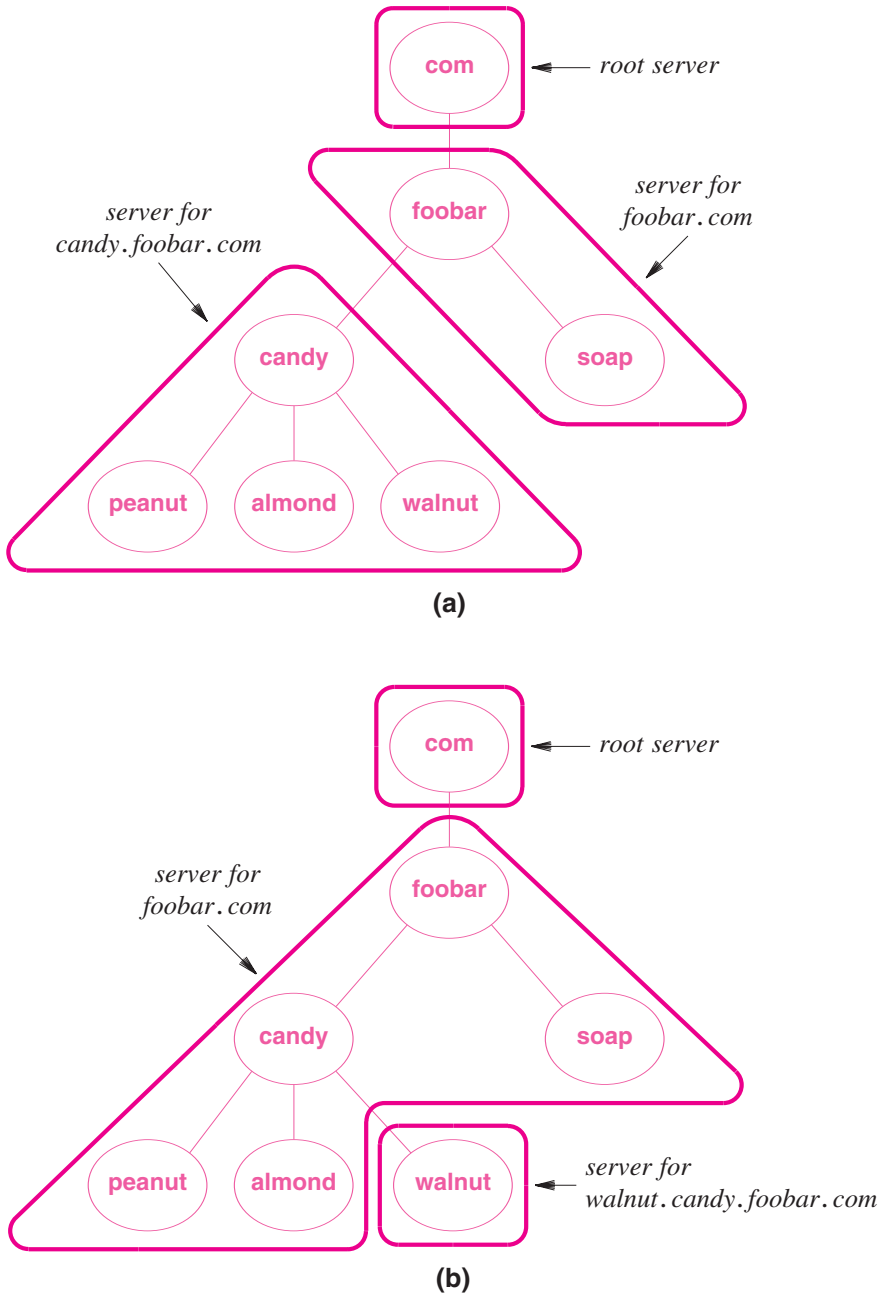 com
root server
foobar
server for
foobar.com
server for
candy.foobar.com
candy
soap
peanut
almond
walnut
(a)
com
root server
foobar
server for
foobar.com
candy
soap
peanut
almond
walnut
server for
walnut.candy.foobar.com
(b)